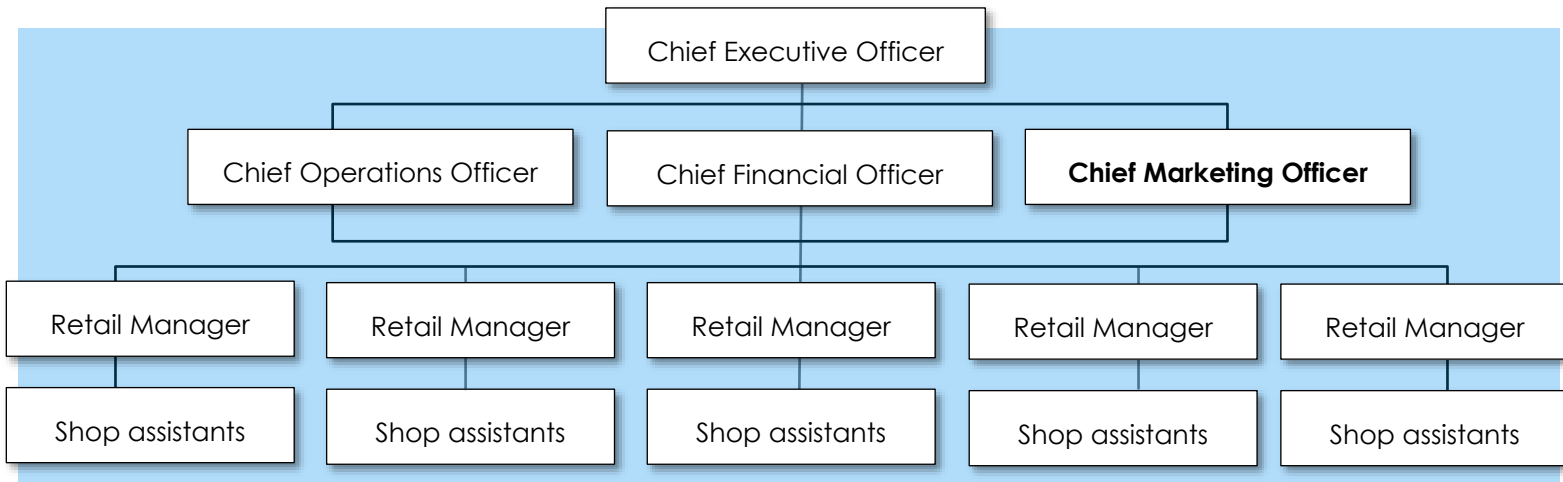 Chief Executive Officer
Chief Operations Officer
Chief Financial Officer
Chief Marketing Officer
Retail Manager
Retail Manager
Retail Manager
Retail Manager
Retail Manager
Shop assistants
Shop assistants
Shop assistants
Shop assistants
Shop assistants